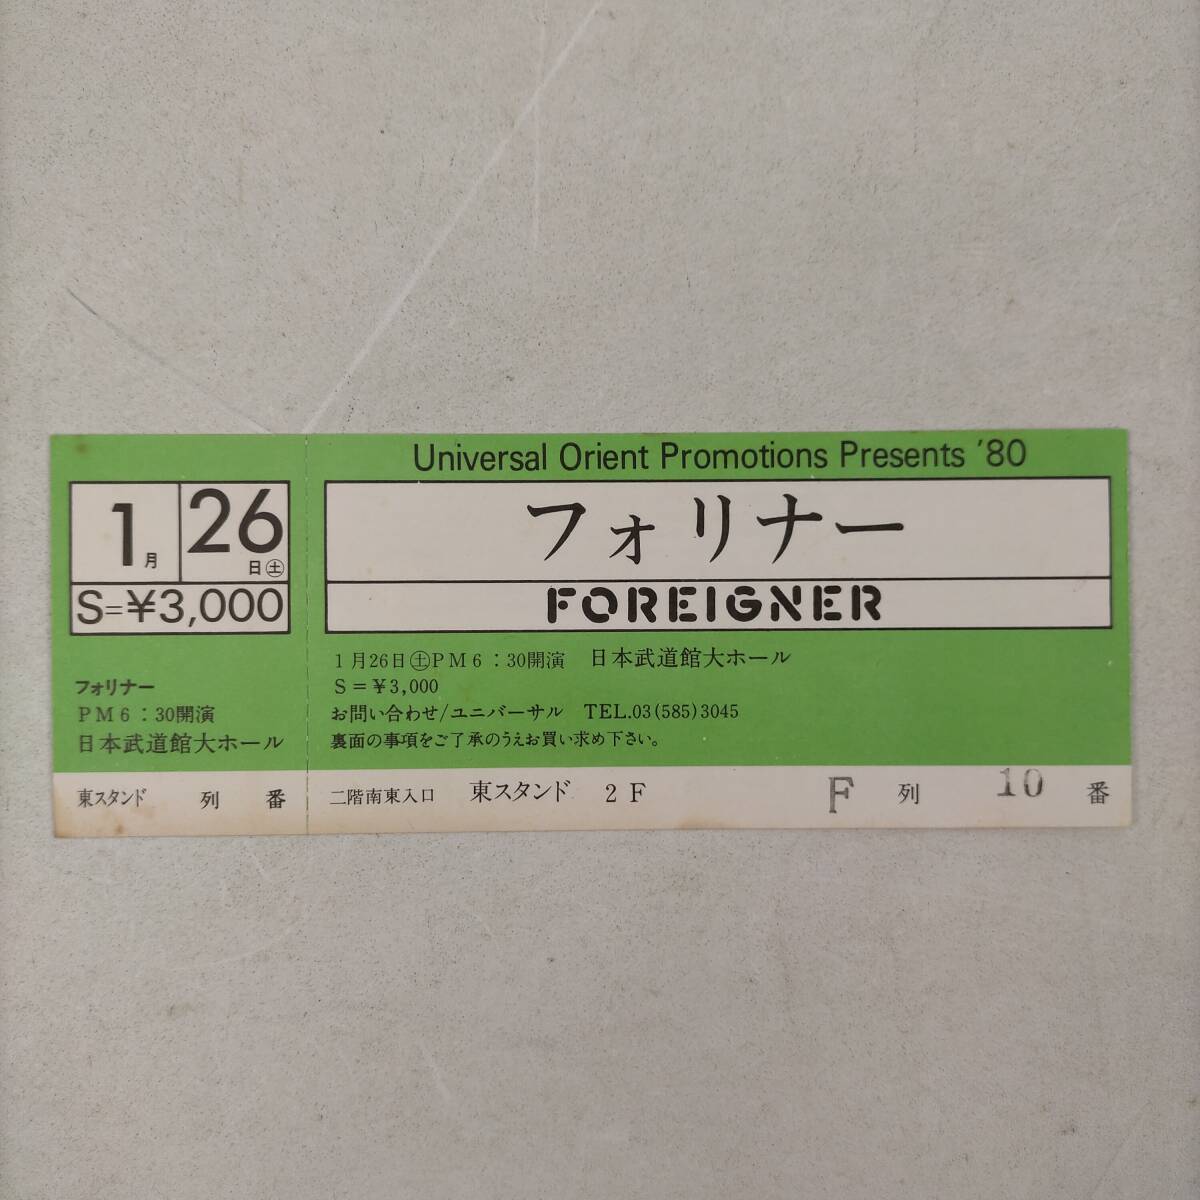 1月 26日㊏
S=¥3,000
フォリナー
PM6：30開演
日本武道館大ホール
東スタンド 列 番
Universal Orient Promotions Presents '80
フォリナー
FOREIGNER
1月26日㊏PM6：30開演 日本武道館大ホール
S=¥3,000
お問い合わせ/ユニバーサル TEL.03(585)3045
裏面の事項をご了承のうえお買い求め下さい。
二階南東入口 東スタンド 2F F 列 10 番